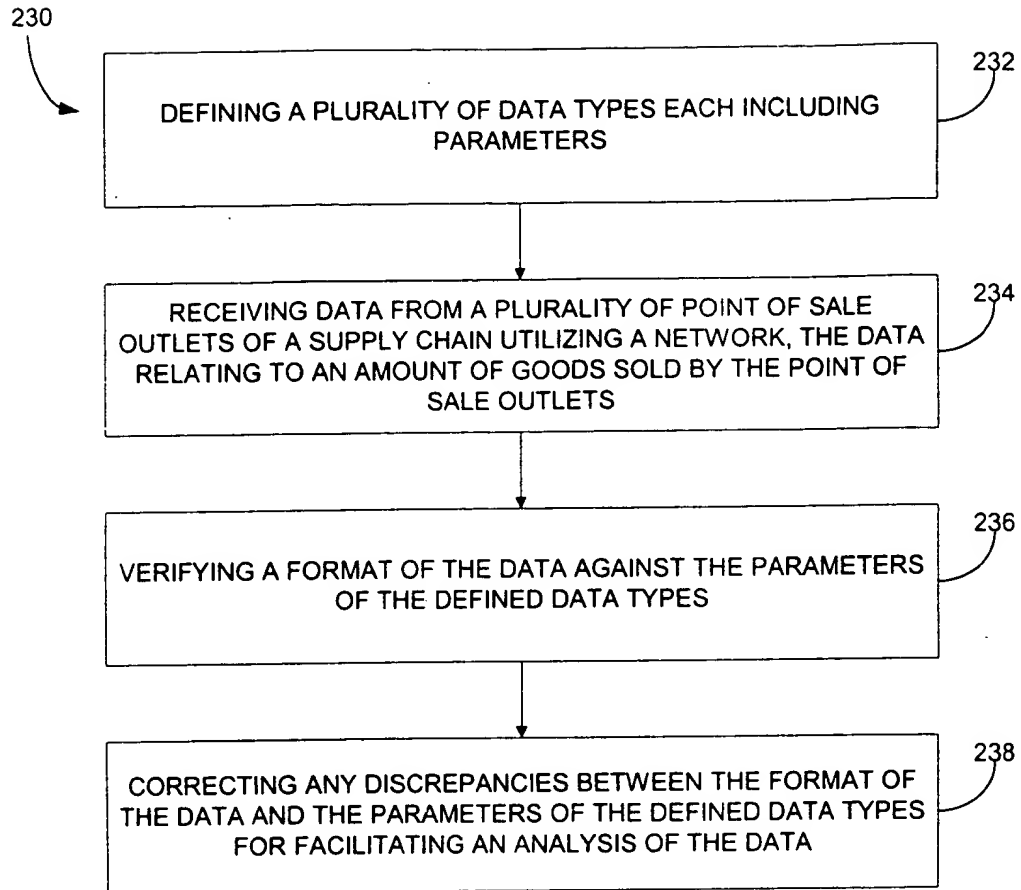 230
232
DEFINING A PLURALITY OF DATA TYPES EACH INCLUDING
PARAMETERS
234
RECEIVING DATA FROM A PLURALITY OF POINT OF SALE
OUTLETS OF A SUPPLY CHAIN UTILIZING A NETWORK, THE DATA
RELATING TO AN AMOUNT OF GOODS SOLD BY THE POINT OF
SALE OUTLETS
236
VERIFYING A FORMAT OF THE DATA AGAINST THE PARAMETERS
OF THE DEFINED DATA TYPES
238
CORRECTING ANY DISCREPANCIES BETWEEN THE FORMAT OF
THE DATA AND THE PARAMETERS OF THE DEFINED DATA TYPES
FOR FACILITATING AN ANALYSIS OF THE DATA